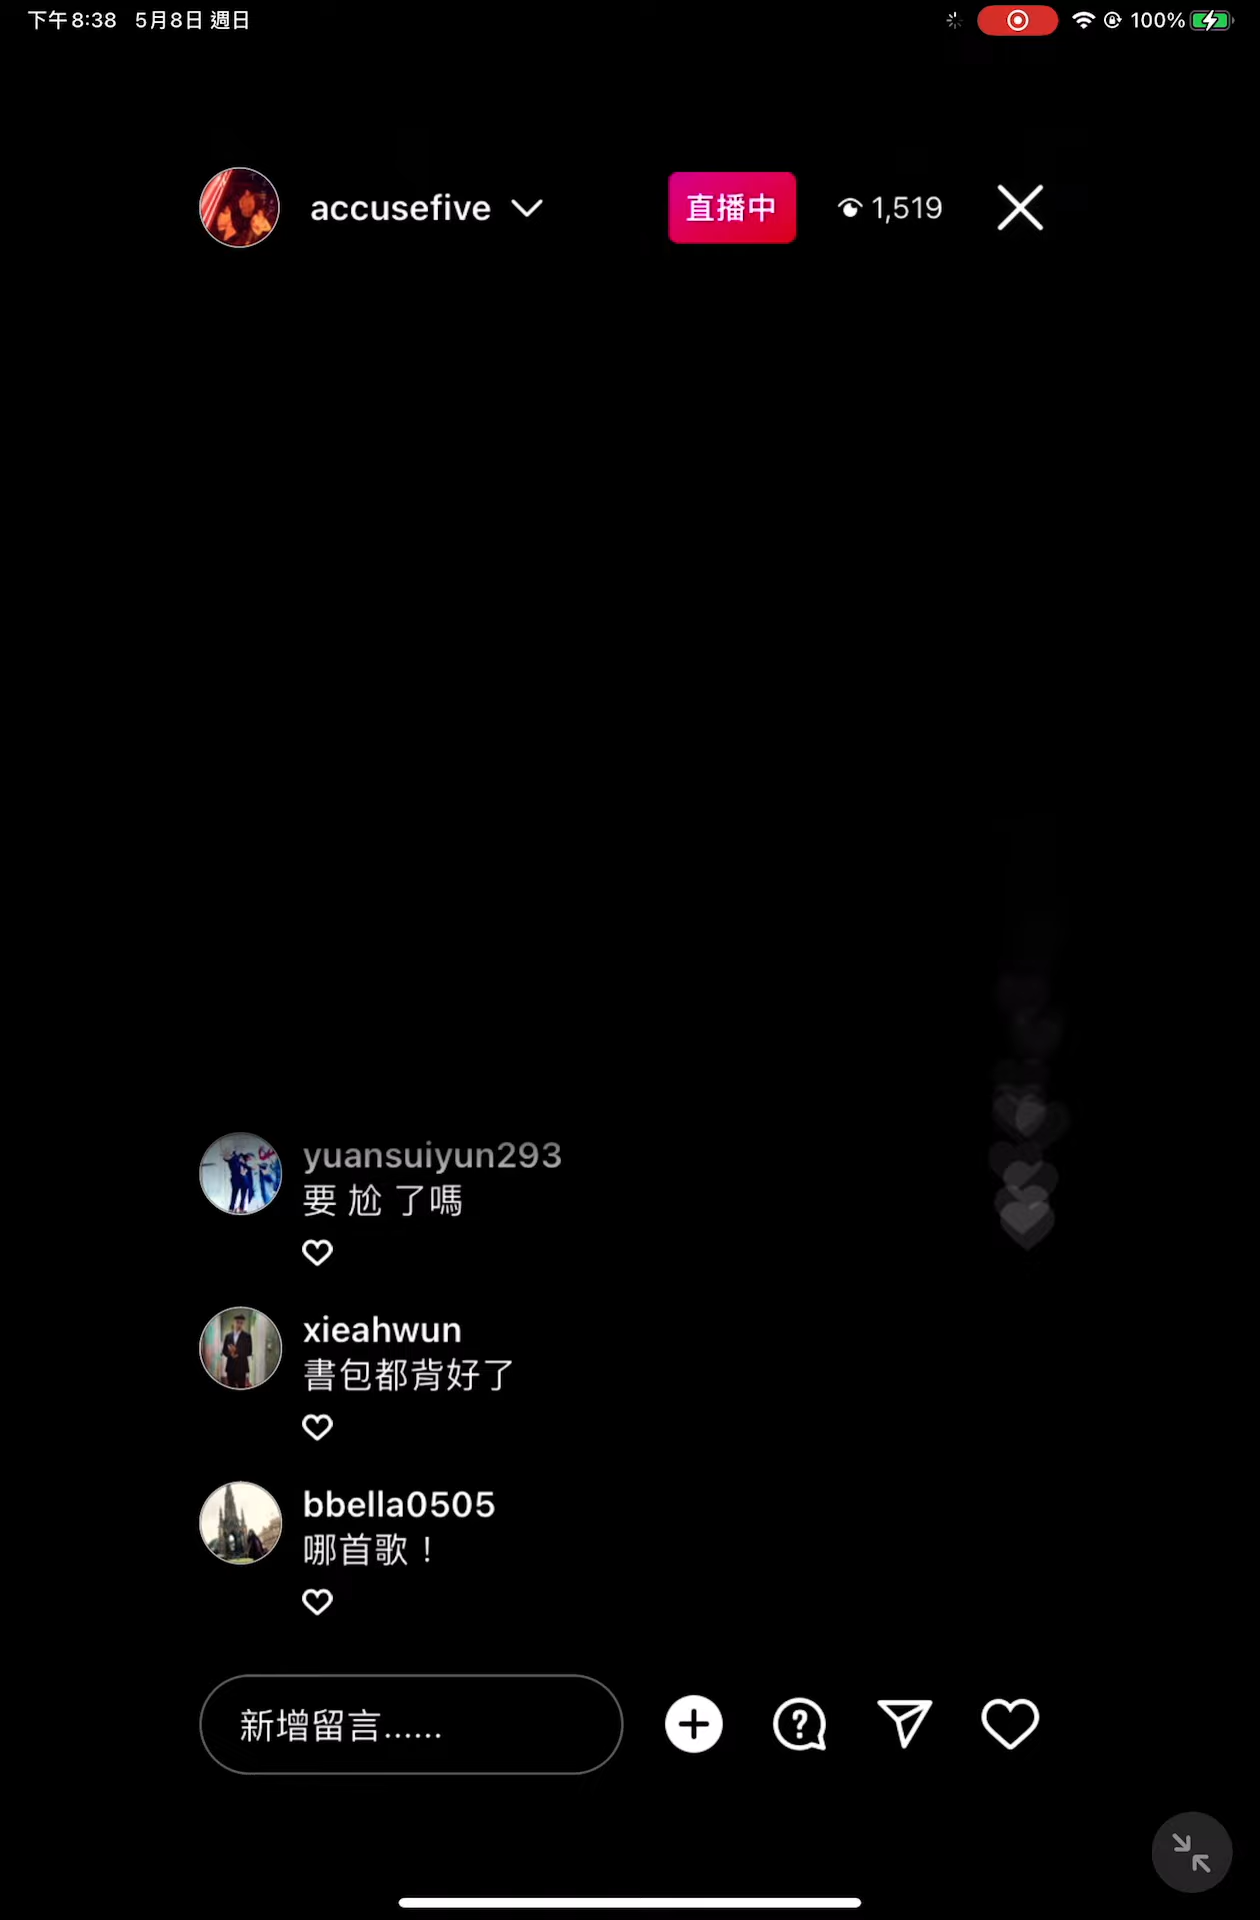 下午8:38 5月8日 週日
100%
accusefive
直播中
1,519
yuansuiyun293
要 尬 了嗎
xieahwun
書包都背好了
bbella0505
哪首歌！
新增留言......